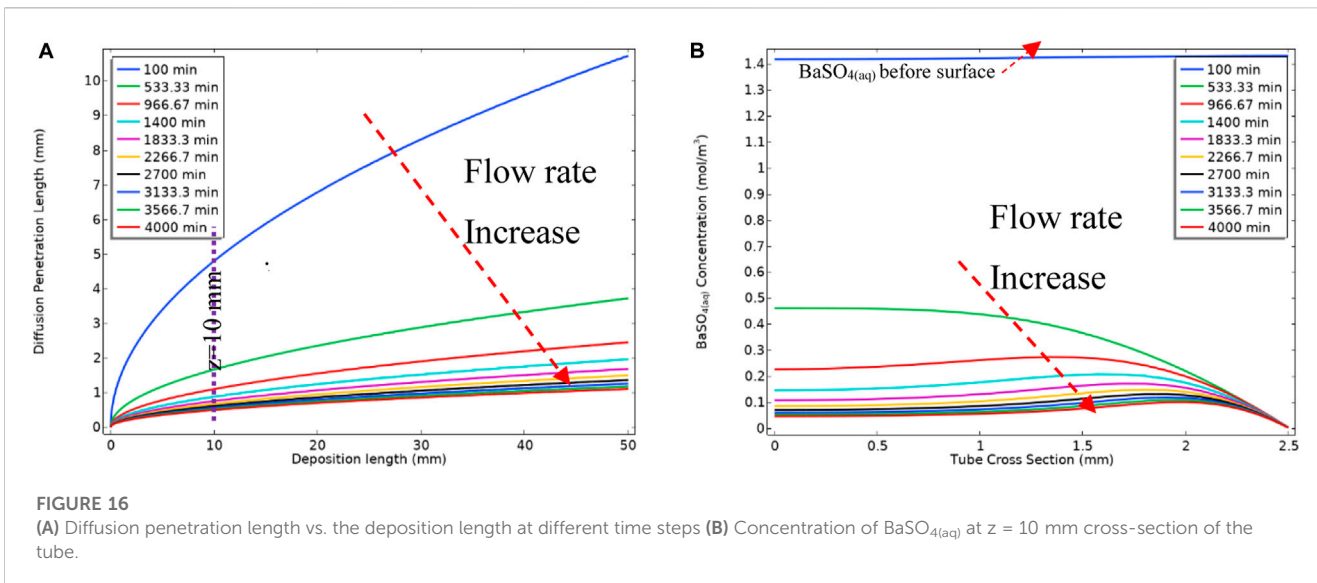 A
Diffusion Penetration Length (mm)
10
9
8
7
6
5
4
3
2
1
0
100 min
533.33 min
966.67 min
1400 min
1833.3 min
2266.7 min
2700 min
3133.3 min
3566.7 min
4000 min
z=10 mm
Flow rate
Increase
0
10
20
30
40
50
Deposition length (mm)
B
BaSO4(aq) Concentration (mol/m³)
1.4
1.3
1.2
1.1
1
0.9
0.8
0.7
0.6
0.5
0.4
0.3
0.2
0.1
0
BaSO4(aq) before surface
100 min
533.33 min
966.67 min
1400 min
1833.3 min
2266.7 min
2700 min
3133.3 min
3566.7 min
4000 min
Flow rate
Increase
0
0.5
1
1.5
2
2.5
Tube Cross Section (mm)
FIGURE 16
(A) Diffusion penetration length vs. the deposition length at different time steps (B) Concentration of BaSO4(aq) at z = 10 mm cross-section of the
tube.